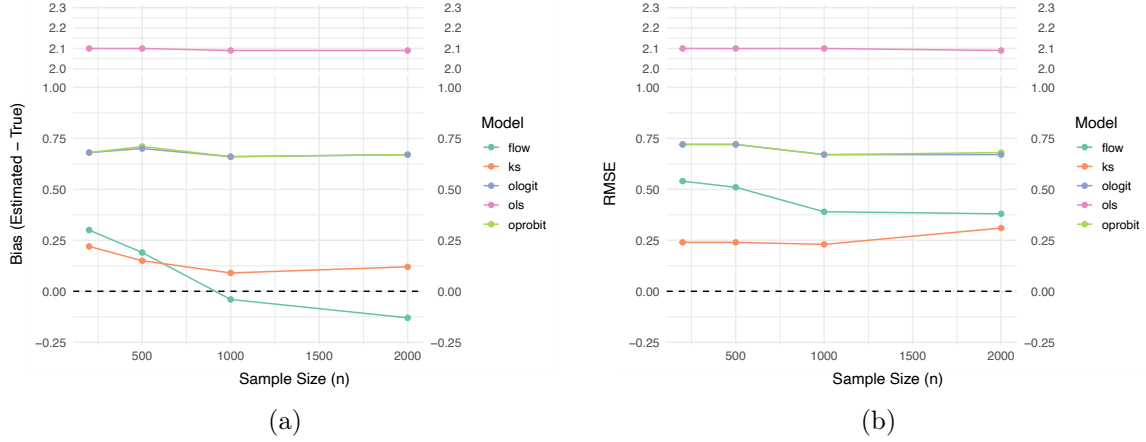 2.3
2.2
2.1
2.0
1.00
0.75
0.50
0.25
0.00
−0.25
Bias (Estimated − True)
500
1000
1500
2000
Sample Size (n)
2.3
2.2
2.1
2.0
1.00
0.75
0.50
0.25
0.00
−0.25
Model
flow
ks
ologit
ols
oprobit
(a)
2.3
2.2
2.1
2.0
1.00
0.75
0.50
0.25
0.00
−0.25
RMSE
500
1000
1500
2000
Sample Size (n)
2.3
2.2
2.1
2.0
1.00
0.75
0.50
0.25
0.00
−0.25
Model
flow
ks
ologit
ols
oprobit
(b)